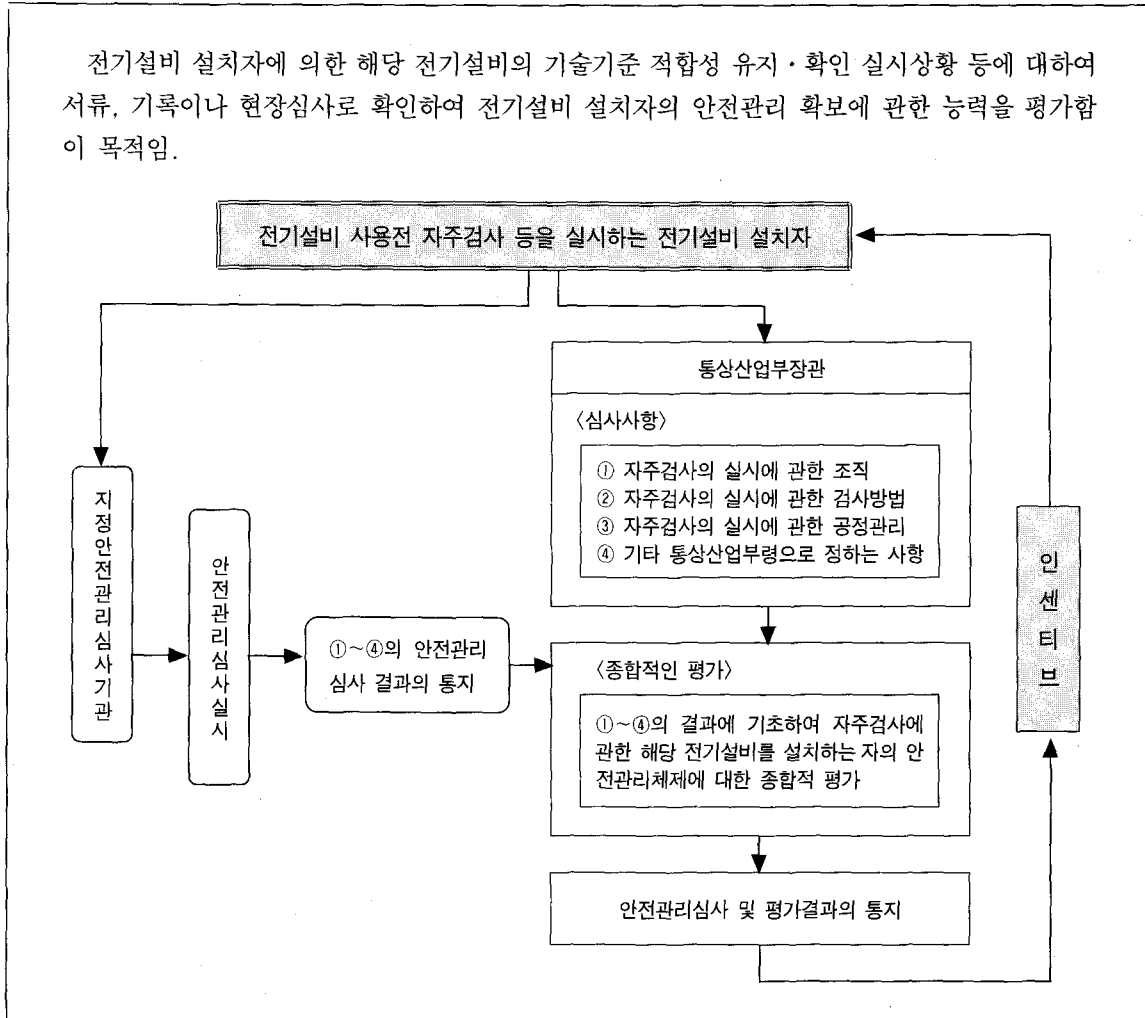 전기설비 설치자에 의한 해당 전기설비의 기술기준 적합성 유지·확인 실시상황 등에 대하여
서류, 기록이나 현장심사로 확인하여 전기설비 설치자의 안전관리 확보에 관한 능력을 평가함
이 목적임.
전기설비 사용전 자주검사 등을 실시하는 전기설비 설치자
통상산업부장관
〈심사사항〉
① 자주검사의 실시에 관한 조직
② 자주검사의 실시에 관한 검사방법
③ 자주검사의 실시에 관한 공정관리
④ 기타 통상산업부령으로 정하는 사항
지정안전관리심사기관
안전관리심사실시
①~④의 안전관리
심사 결과의 통지
〈종합적인 평가〉
①~④의 결과에 기초하여 자주검사에
관한 해당 전기설비를 설치하는 자의 안
전관리체제에 대한 종합적 평가
안전관리심사 및 평가결과의 통지
인센티브